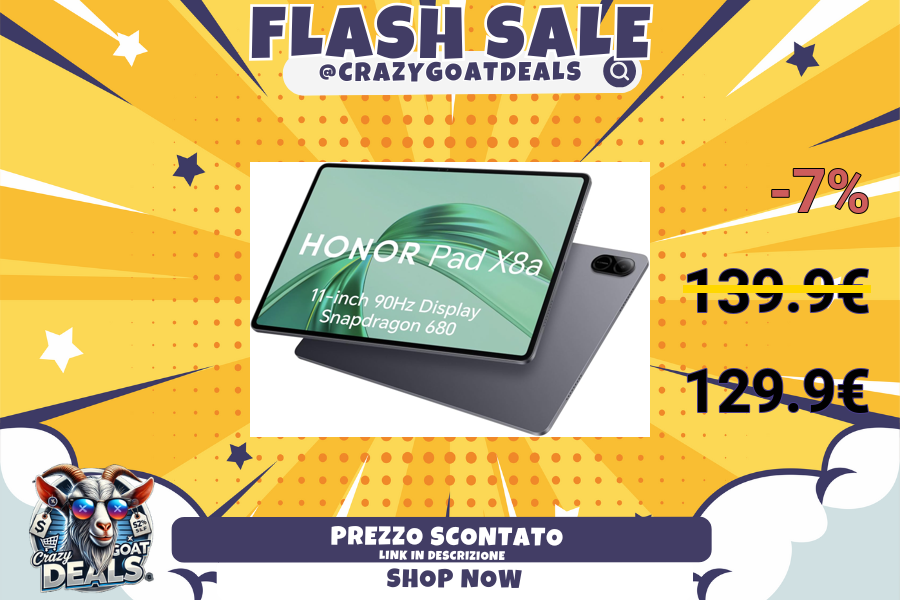 FLASH SALE
@CRAZYGOATDEALS
-7%
HONOR Pad X8a
11-inch 90Hz Display
Snapdragon 680
139.9€
129.9€
$
52%
Crazy
GOAT
DEALS
PREZZO SCONTATO
LINK IN DESCRIZIONE
SHOP NOW